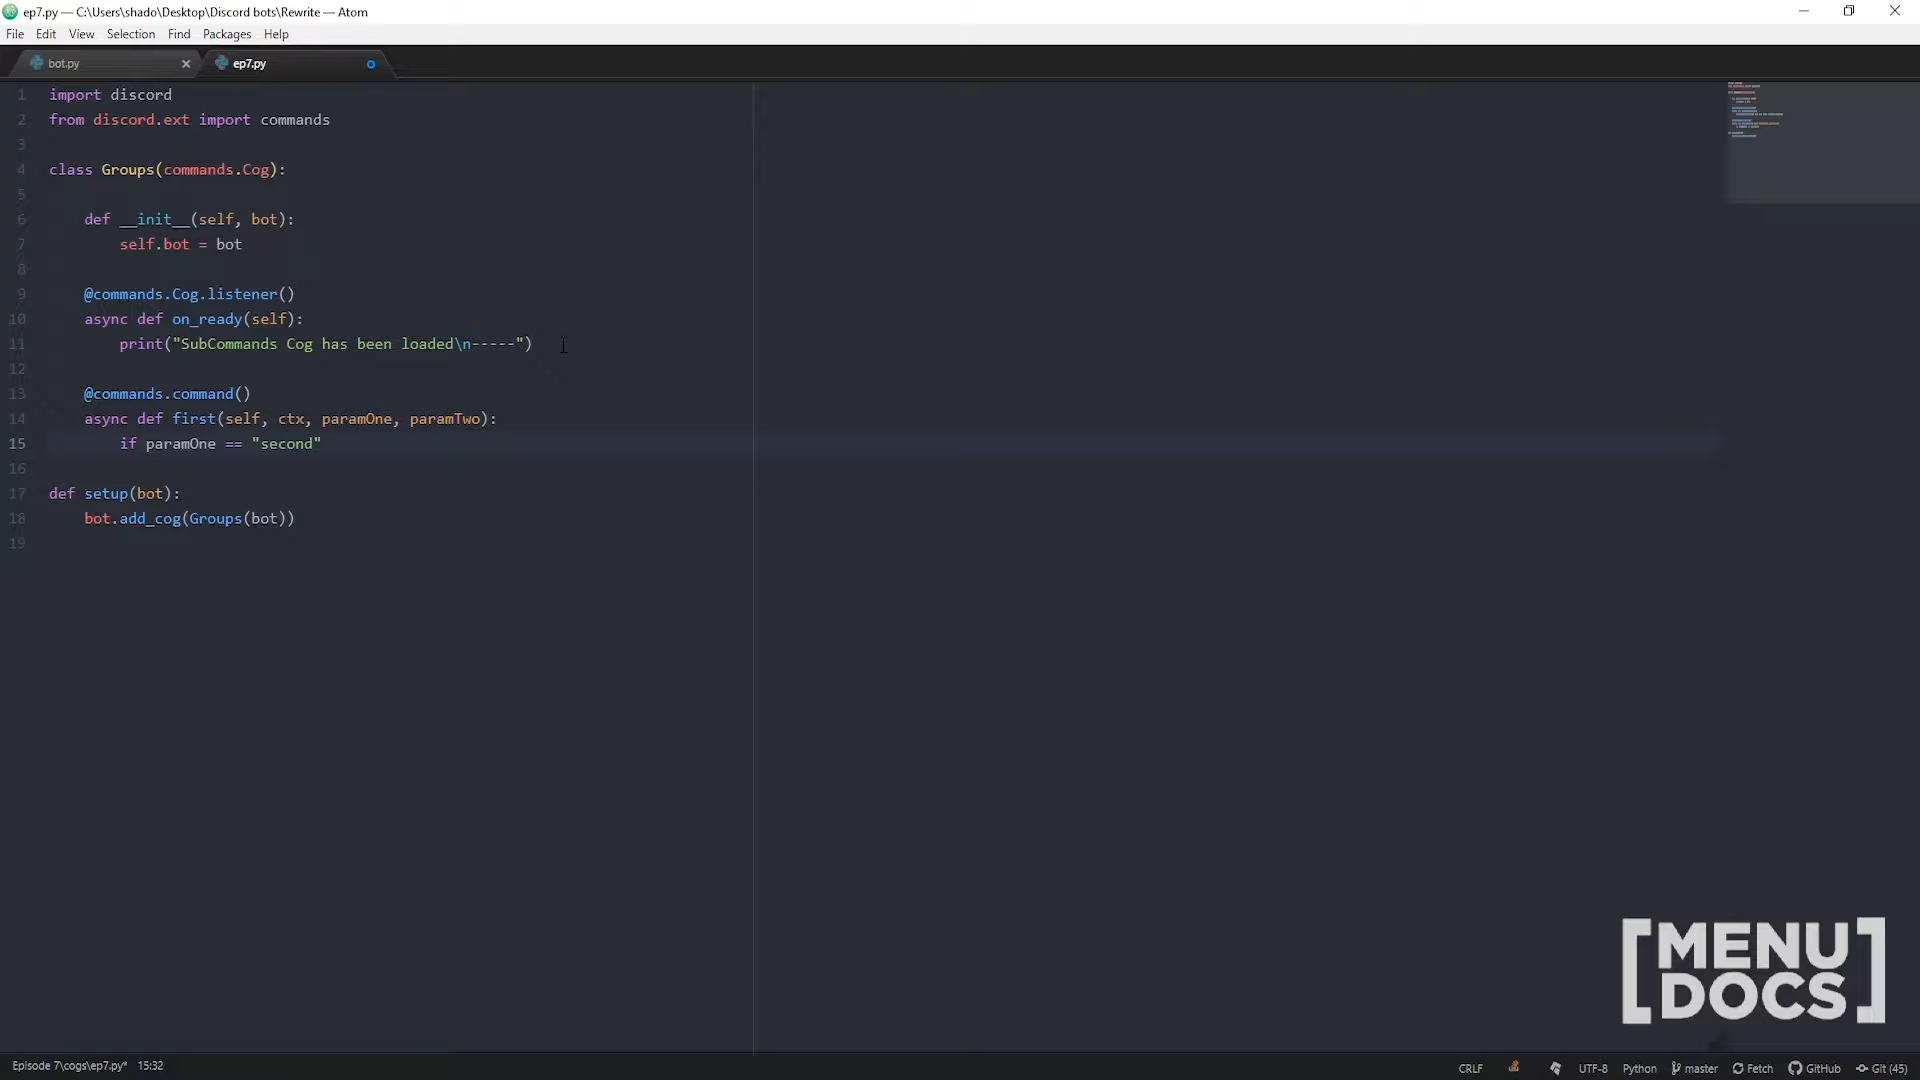 ep7.py — C:\Users\shado\Desktop\Discord bots\Rewrite — Atom
File Edit View Selection Find Packages Help
bot.py ep7.py
1 import discord
2 from discord.ext import commands
3
4 class Groups(commands.Cog):
5
6     def __init__(self, bot):
7         self.bot = bot
8
9     @commands.Cog.listener()
10     async def on_ready(self):
11         print("SubCommands Cog has been loaded\n-----")
12
13     @commands.command()
14     async def first(self, ctx, paramOne, paramTwo):
15         if paramOne == "second"
16
17 def setup(bot):
18     bot.add_cog(Groups(bot))
19
[MENU
DOCS]
Episode 7\cogs\ep7.py* 15:32 CRLF UTF-8 Python master Fetch GitHub Git (45)